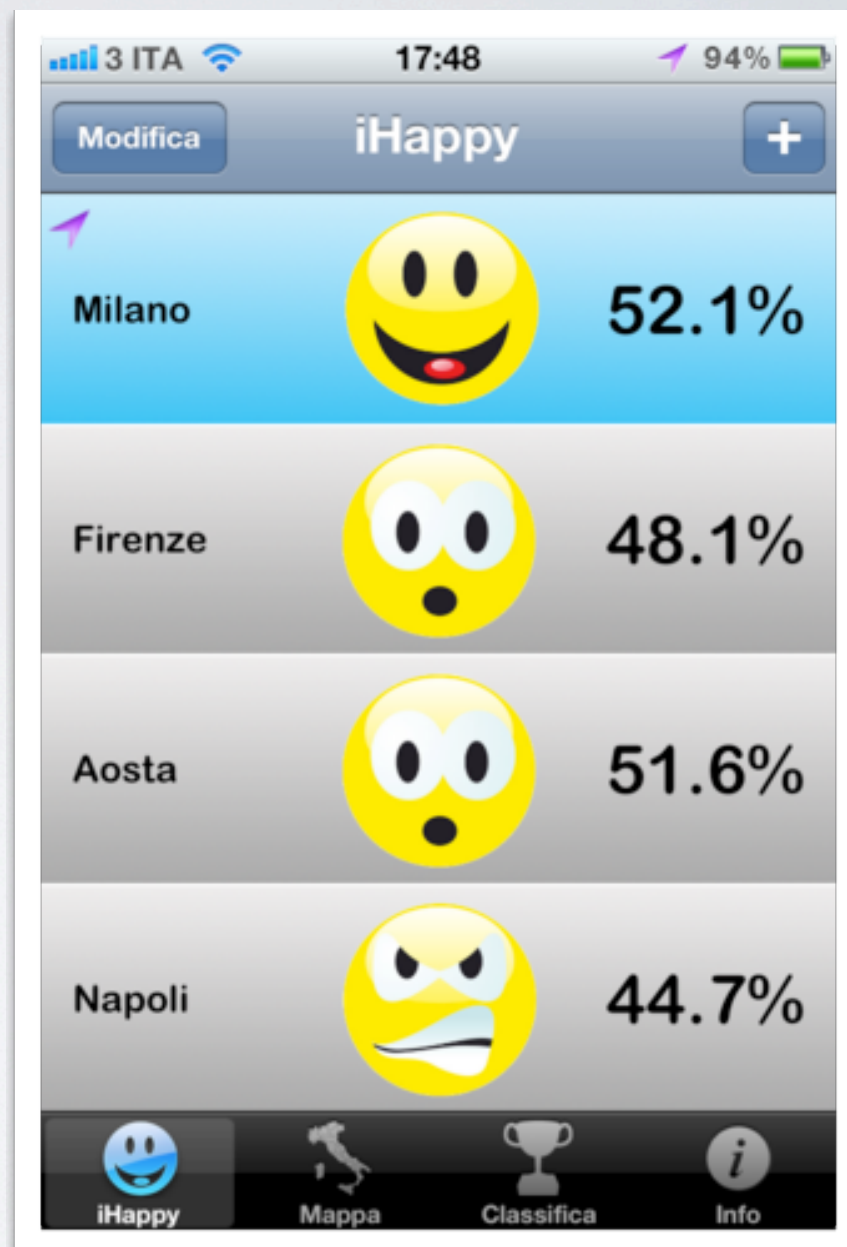 3 ITA 17:48 94%
Modifica iHappy +
Milano 52.1%
Firenze 48.1%
Aosta 51.6%
Napoli 44.7%
iHappy Mappa Classifica Info